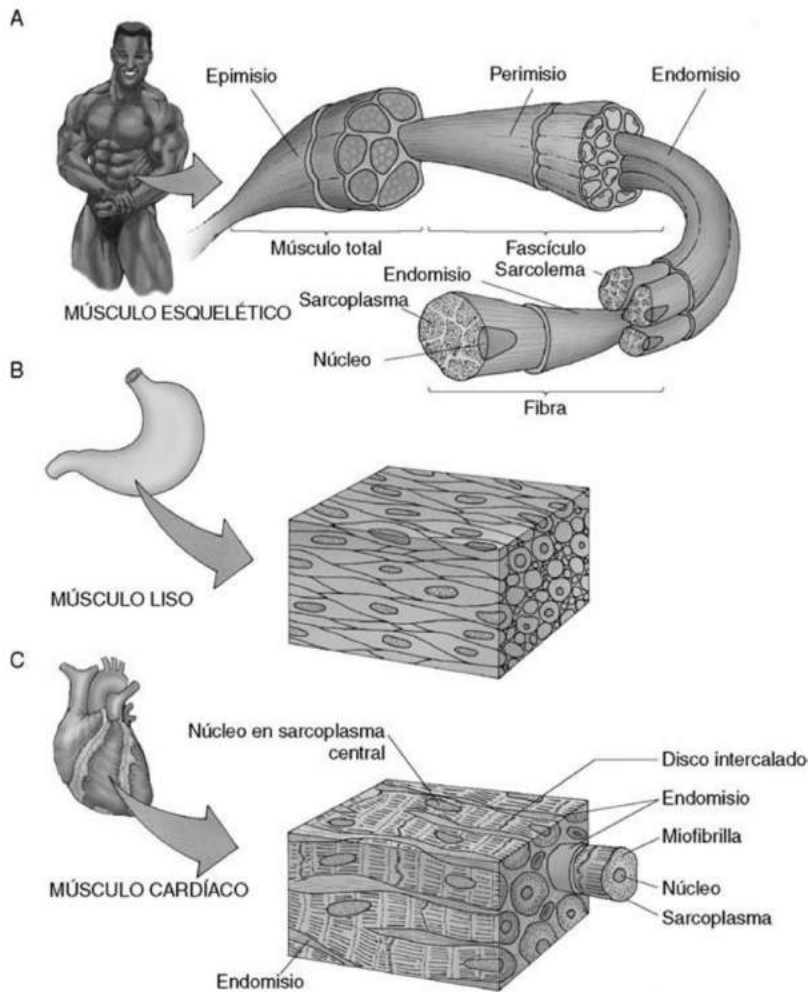 A
Epimisio
Perimisio
Endomisio
Músculo total
Fascículo
Sarcolema
Endomisio
Sarcoplasma
MÚSCULO ESQUELÉTICO
Núcleo
Fibra
B
MÚSCULO LISO
C
Núcleo en sarcoplasma
central
Disco intercalado
Endomisio
Miofibrilla
Núcleo
Sarcoplasma
MÚSCULO CARDÍACO
Endomisio